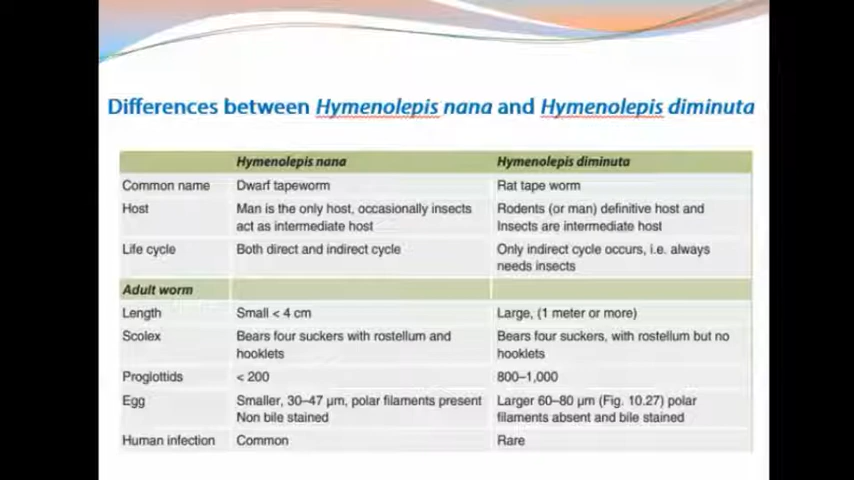 Differences between Hymenolepis nana and Hymenolepis diminuta
Hymenolepis nana Hymenolepis diminuta
Common name Dwarf tapeworm Rat tape worm
Host Man is the only host, occasionally insects Rodents (or man) definitive host and
act as intermediate host Insects are intermediate host
Life cycle Both direct and indirect cycle Only indirect cycle occurs, i.e. always
needs insects
Adult worm
Length Small < 4 cm Large, (1 meter or more)
Scolex Bears four suckers with rostellum and Bears four suckers, with rostellum but no
hooklets hooklets
Proglottids < 200 800–1,000
Egg Smaller, 30–47 µm, polar filaments present Larger 60–80 µm (Fig. 10.27) polar
Non bile stained filaments absent and bile stained
Human infection Common Rare